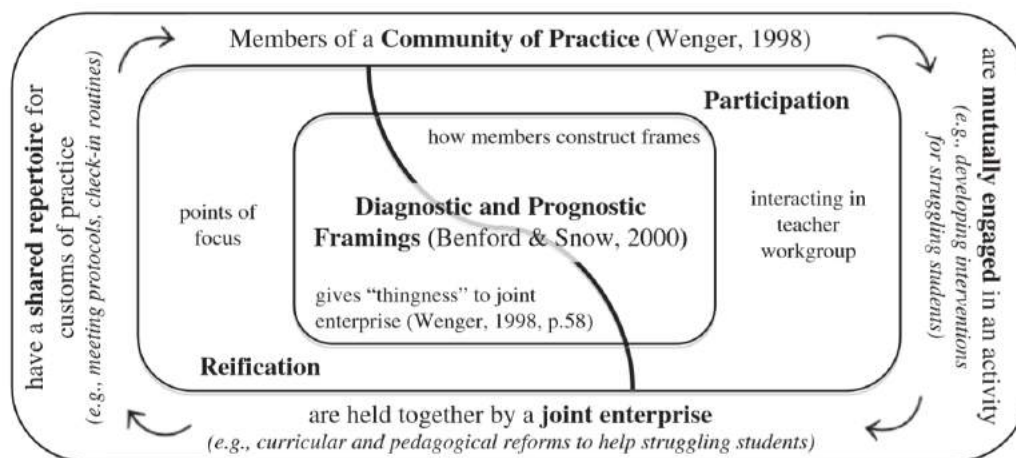 Members of a Community of Practice (Wenger, 1998)
are mutually engaged in an activity
(e.g., developing interventions
for struggling students)
are held together by a joint enterprise
(e.g., curricular and pedagogical reforms to help struggling students)
have a shared repertoire for
customs of practice
(e.g., meeting protocols, check-in routines)
Participation
how members construct frames
points of
focus
Diagnostic and Prognostic
Framings (Benford & Snow, 2000)
interacting in
teacher
workgroup
gives “thingness” to joint
enterprise (Wenger, 1998, p.58)
Reification